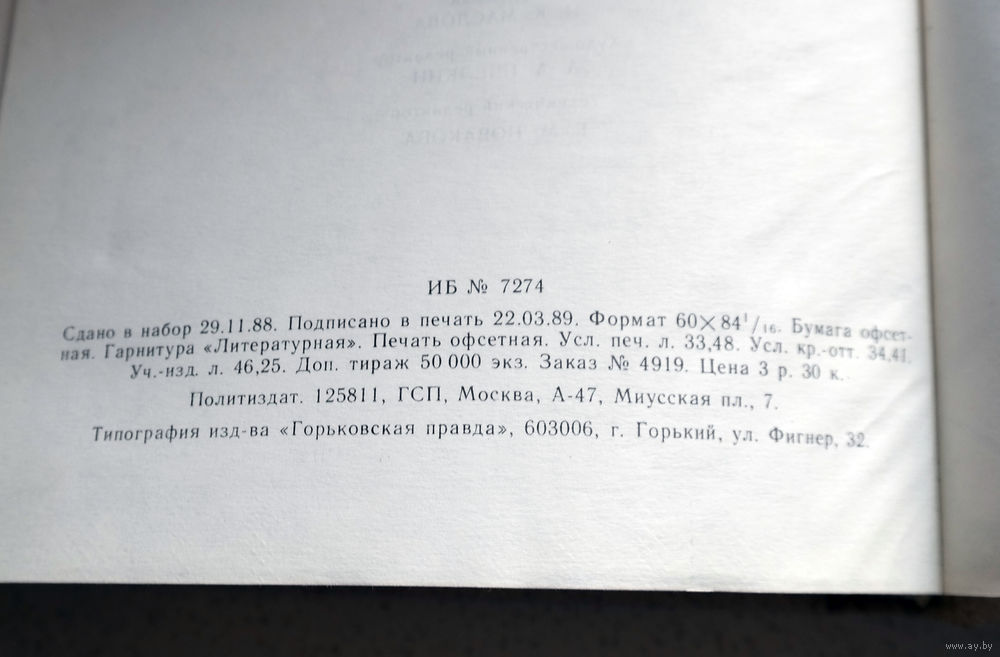 ИБ № 7274
Сдано в набор 29.11.88. Подписано в печать 22.03.89. Формат 60×84¹/₁₆. Бумага офсет-
ная. Гарнитура «Литературная». Печать офсетная. Усл. печ. л. 33,48. Усл. кр.-отт. 34,41.
Уч.-изд. л. 46,25. Доп. тираж 50 000 экз. Заказ № 4919. Цена 3 р. 30 к.
Политиздат. 125811, ГСП, Москва, А-47, Миусская пл., 7.
Типография изд-ва «Горьковская правда», 603006, г. Горький, ул. Фигнер, 32.
www.ay.by